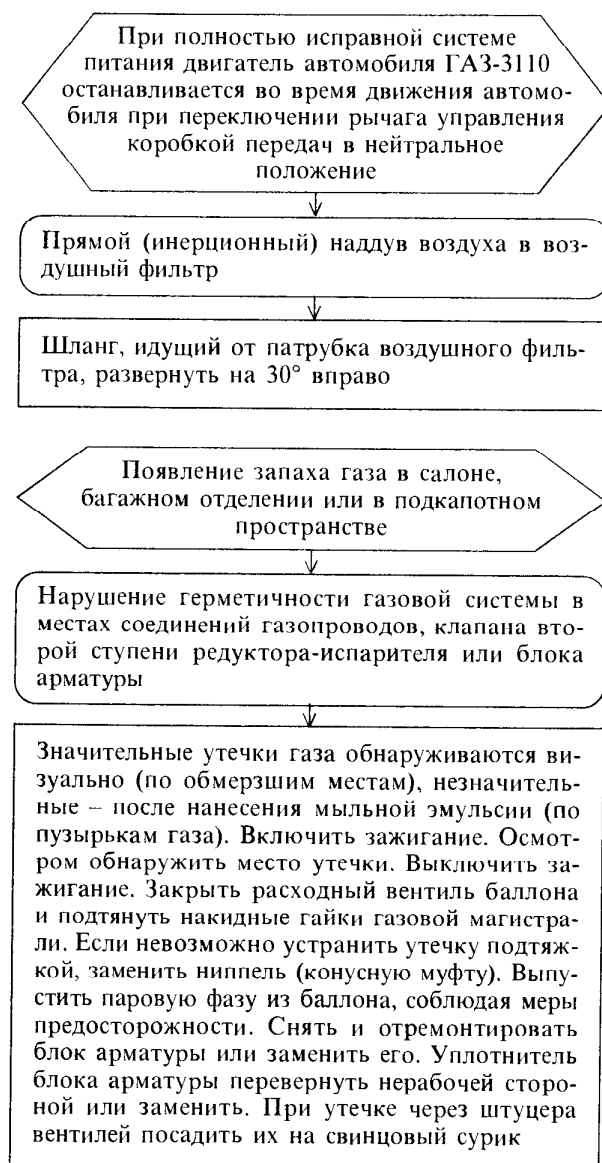 При полностью исправной системе
питания двигатель автомобиля ГАЗ-3110
останавливается во время движения автомо-
биля при переключении рычага управления
коробкой передач в нейтральное
положение
Прямой (инерционный) наддув воздуха в воз-
душный фильтр
Шланг, идущий от патрубка воздушного филь-
тра, развернуть на 30° вправо
Появление запаха газа в салоне,
багажном отделении или в подкапотном
пространстве
Нарушение герметичности газовой системы в
местах соединений газопроводов, клапана вто-
рой ступени редуктора-испарителя или блока
арматуры
Значительные утечки газа обнаруживаются ви-
зуально (по обмерзшим местам), незначитель-
ные – после нанесения мыльной эмульсии (по
пузырькам газа). Включить зажигание. Осмот-
ром обнаружить место утечки. Выключить за-
жигание. Закрыть расходный вентиль баллона
и подтянуть накидные гайки газовой магистра-
ли. Если невозможно устранить утечку подтяж-
кой, заменить ниппель (конусную муфту). Выпу-
стить паровую фазу из баллона, соблюдая меры
предосторожности. Снять и отремонтировать
блок арматуры или заменить его. Уплотнитель
блока арматуры перевернуть нерабочей сторо-
ной или заменить. При утечке через штуцера
вентилей посадить их на свинцовый сурик